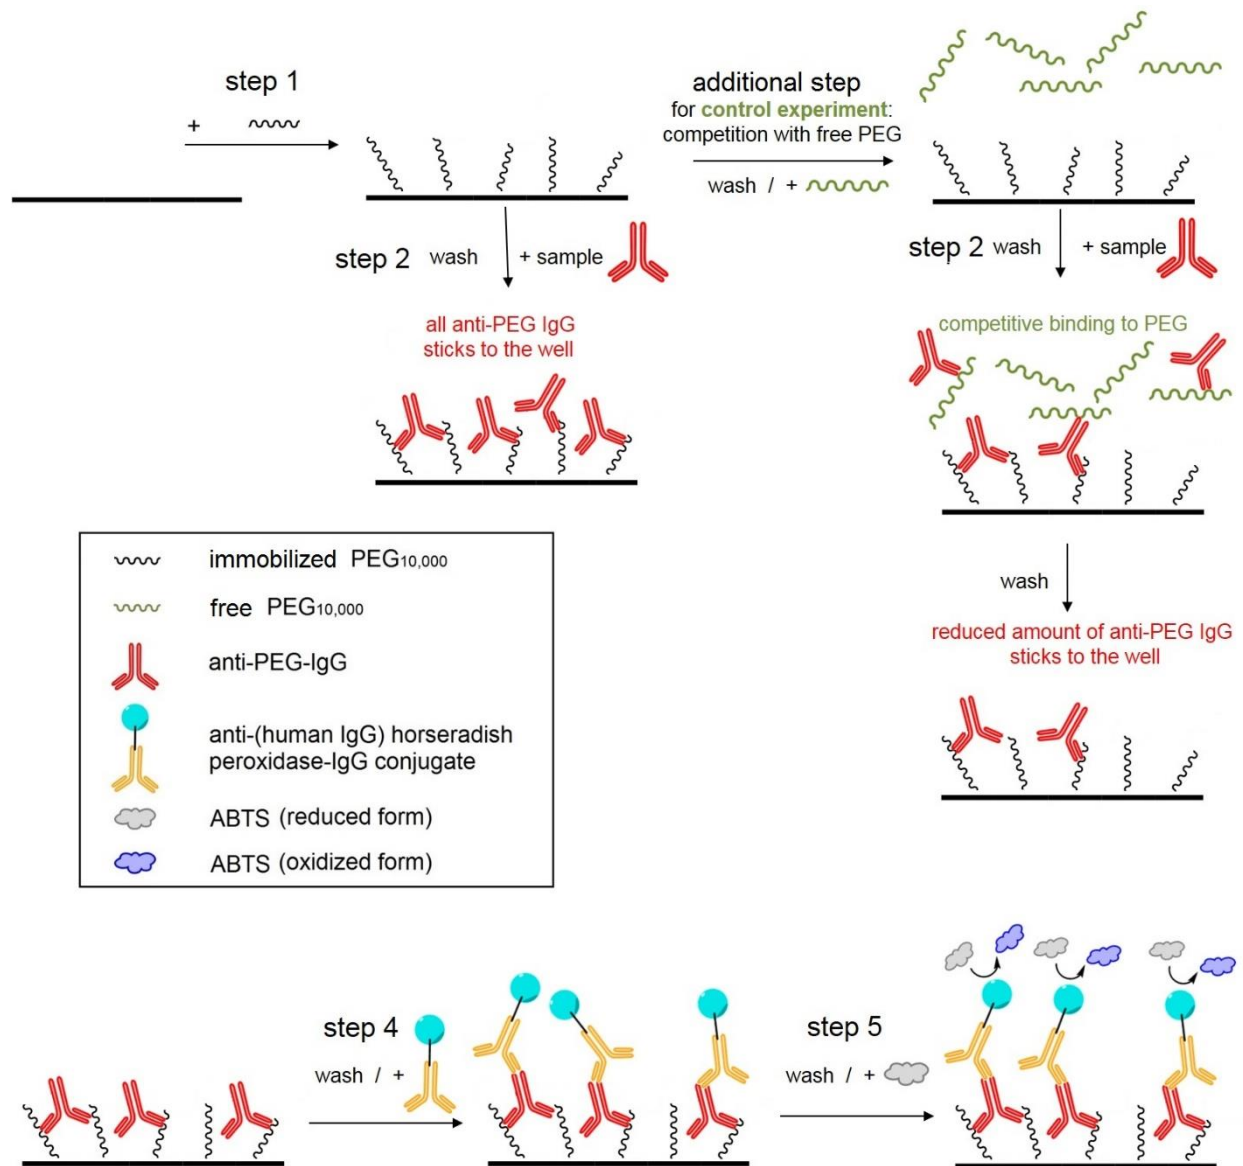 step 1
+
additional step
for control experiment:
competition with free PEG
wash / +
step 2 wash + sample
all anti-PEG IgG
sticks to the well
step 2 wash + sample
competitive binding to PEG
wash
reduced amount of anti-PEG IgG
sticks to the well
immobilized PEG10,000
free PEG10,000
anti-PEG-IgG
anti-(human IgG) horseradish
peroxidase-IgG conjugate
ABTS (reduced form)
ABTS (oxidized form)
step 4
wash / +
step 5
wash / +